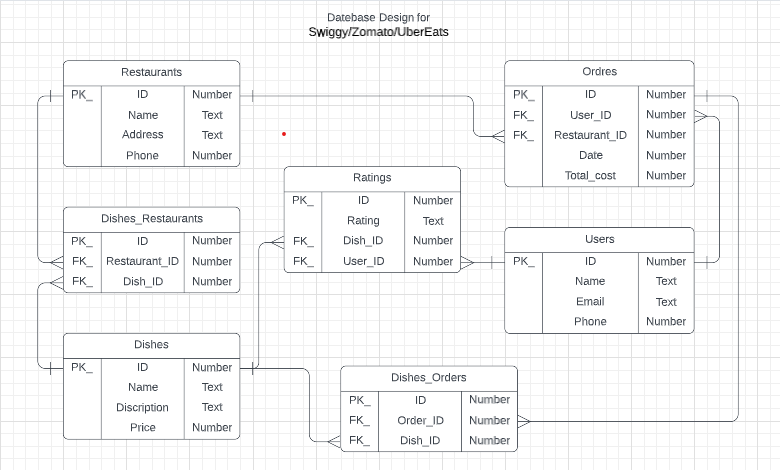 Datebase Design for
Swiggy/Zomato/UberEats
Restaurants
PK_ ID Number
Name Text
Address Text
Phone Number
Ordres
PK_ ID Number
FK_ User_ID Number
FK_ Restaurant_ID Number
Date Number
Total_cost Number
Ratings
PK_ ID Number
Rating Text
FK_ Dish_ID Number
FK_ User_ID Number
Dishes_Restaurants
PK_ ID Number
FK_ Restaurant_ID Number
FK_ Dish_ID Number
Users
PK_ ID Number
Name Text
Email Text
Phone Number
Dishes
PK_ ID Number
Name Text
Discription Text
Price Number
Dishes_Orders
PK_ ID Number
FK_ Order_ID Number
FK_ Dish_ID Number